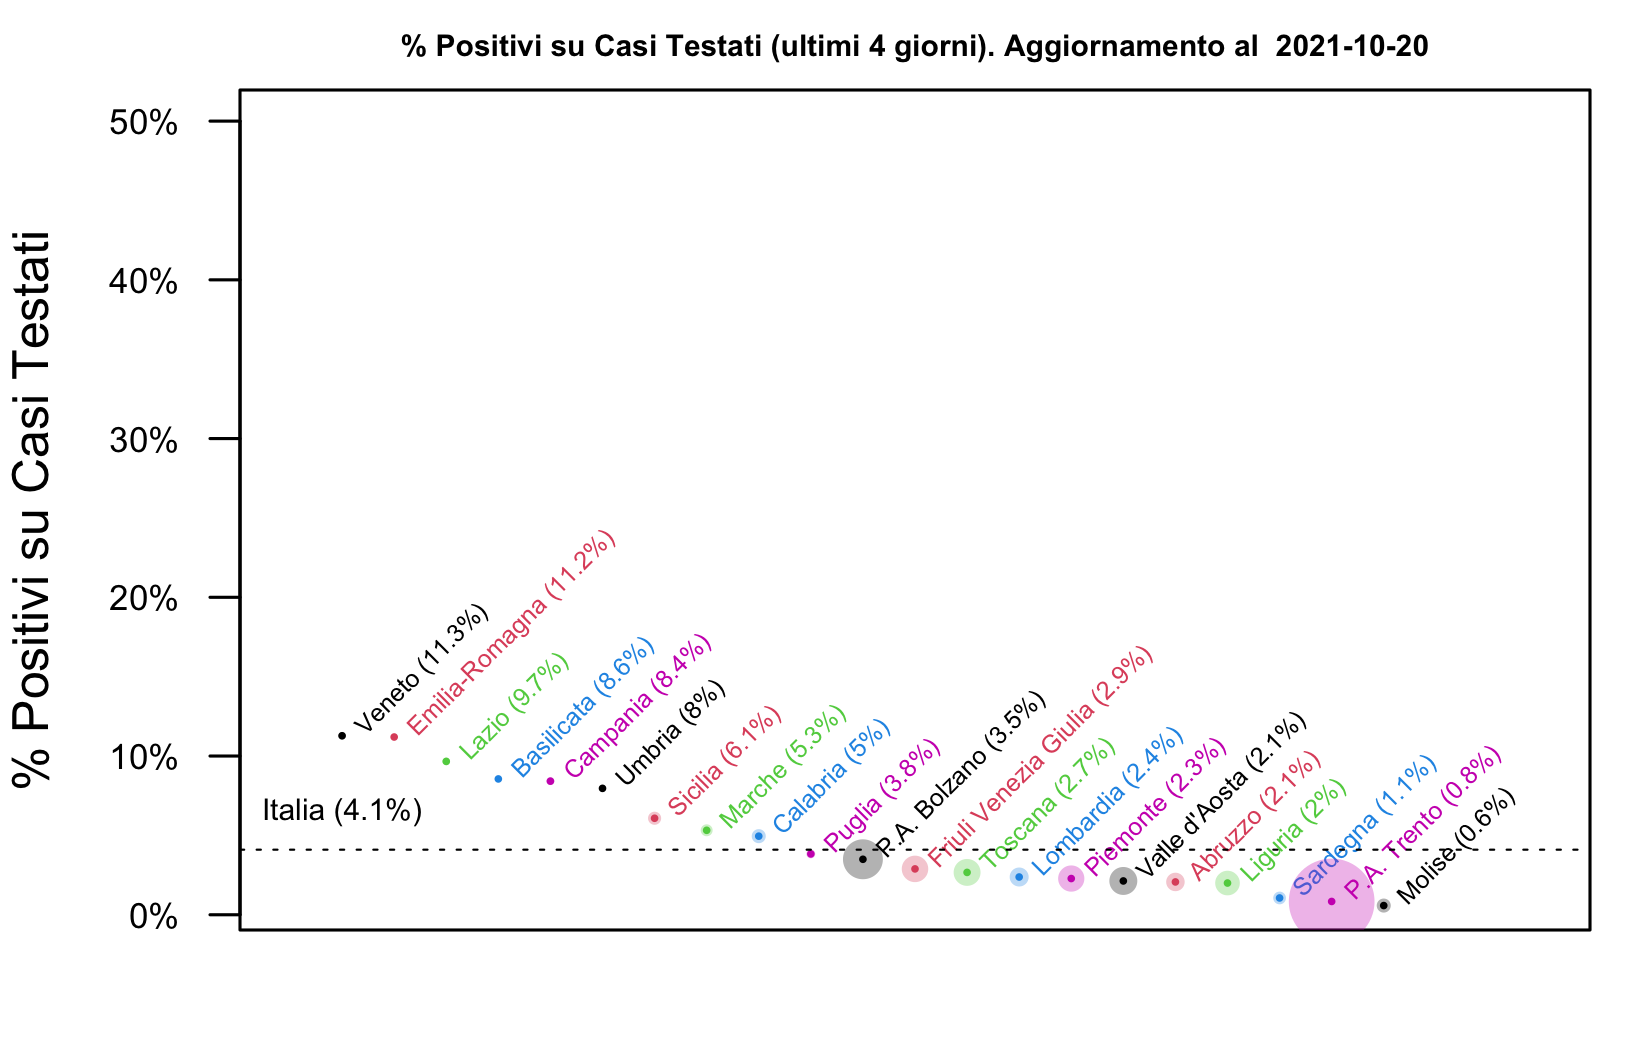 % Positivi su Casi Testati (ultimi 4 giorni). Aggiornamento al  2021-10-20
% Positivi su Casi Testati
50%
40%
30%
20%
10%
0%
Italia (4.1%)
Veneto (11.3%)
Emilia-Romagna (11.2%)
Lazio (9.7%)
Basilicata (8.6%)
Campania (8.4%)
Umbria (8%)
Sicilia (6.1%)
Marche (5.3%)
Calabria (5%)
Puglia (3.8%)
P.A. Bolzano (3.5%)
Friuli Venezia Giulia (2.9%)
Toscana (2.7%)
Lombardia (2.4%)
Piemonte (2.3%)
Valle d'Aosta (2.1%)
Abruzzo (2.1%)
Liguria (2%)
Sardegna (1.1%)
P.A. Trento (0.8%)
Molise (0.6%)